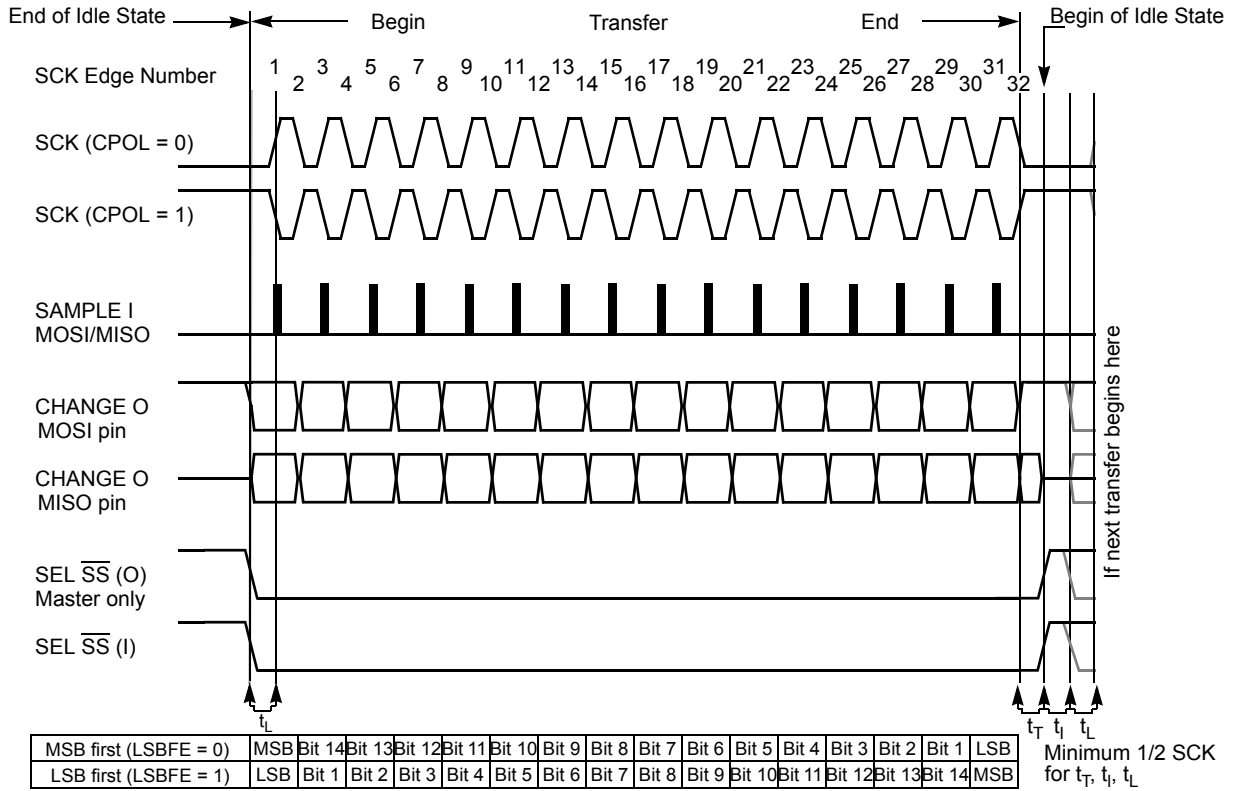 End of Idle State
Begin
Transfer
End
Begin of Idle State
SCK Edge Number
1 3 5 7 9 11 13 15 17 19 21 23 25 27 29 31
2 4 6 8 10 12 14 16 18 20 22 24 26 28 30 32
SCK (CPOL = 0)
SCK (CPOL = 1)
SAMPLE I
MOSI/MISO
CHANGE O
MOSI pin
CHANGE O
MISO pin
SEL SS (O)
Master only
SEL SS (I)
If next transfer begins here
tL
tT tI tL
MSB first (LSBFE = 0) MSB Bit 14 Bit 13 Bit 12 Bit 11 Bit 10 Bit 9 Bit 8 Bit 7 Bit 6 Bit 5 Bit 4 Bit 3 Bit 2 Bit 1 LSB
LSB first (LSBFE = 1) LSB Bit 1 Bit 2 Bit 3 Bit 4 Bit 5 Bit 6 Bit 7 Bit 8 Bit 9 Bit 10 Bit 11 Bit 12 Bit 13 Bit 14 MSB
Minimum 1/2 SCK
for tT, tI, tL